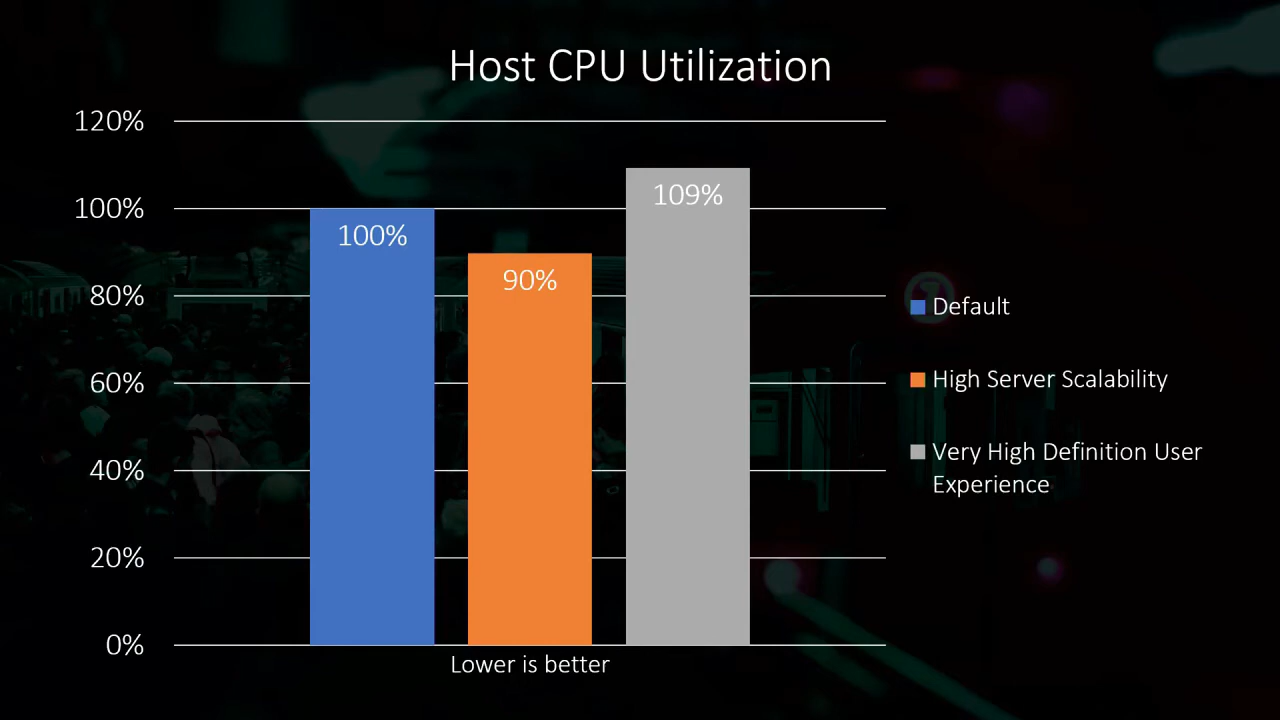 Host CPU Utilization
120%
100%
80%
60%
40%
20%
0%
100%
90%
109%
Lower is better
Default
High Server Scalability
Very High Definition User
Experience